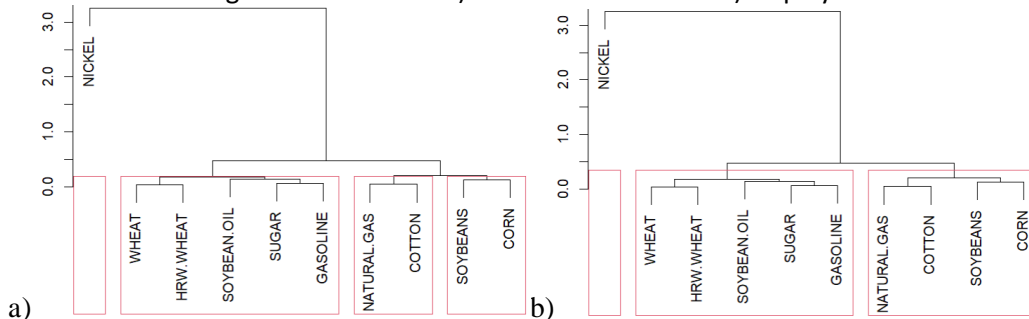 3.0
2.0
1.0
0.0
NICKEL
WHEAT
HRW.WHEAT
SOYBEAN.OIL
SUGAR
GASOLINE
NATURAL.GAS
COTTON
SOYBEANS
CORN
a)
3.0
2.0
1.0
0.0
NICKEL
WHEAT
HRW.WHEAT
SOYBEAN.OIL
SUGAR
GASOLINE
NATURAL.GAS
COTTON
SOYBEANS
CORN
b)